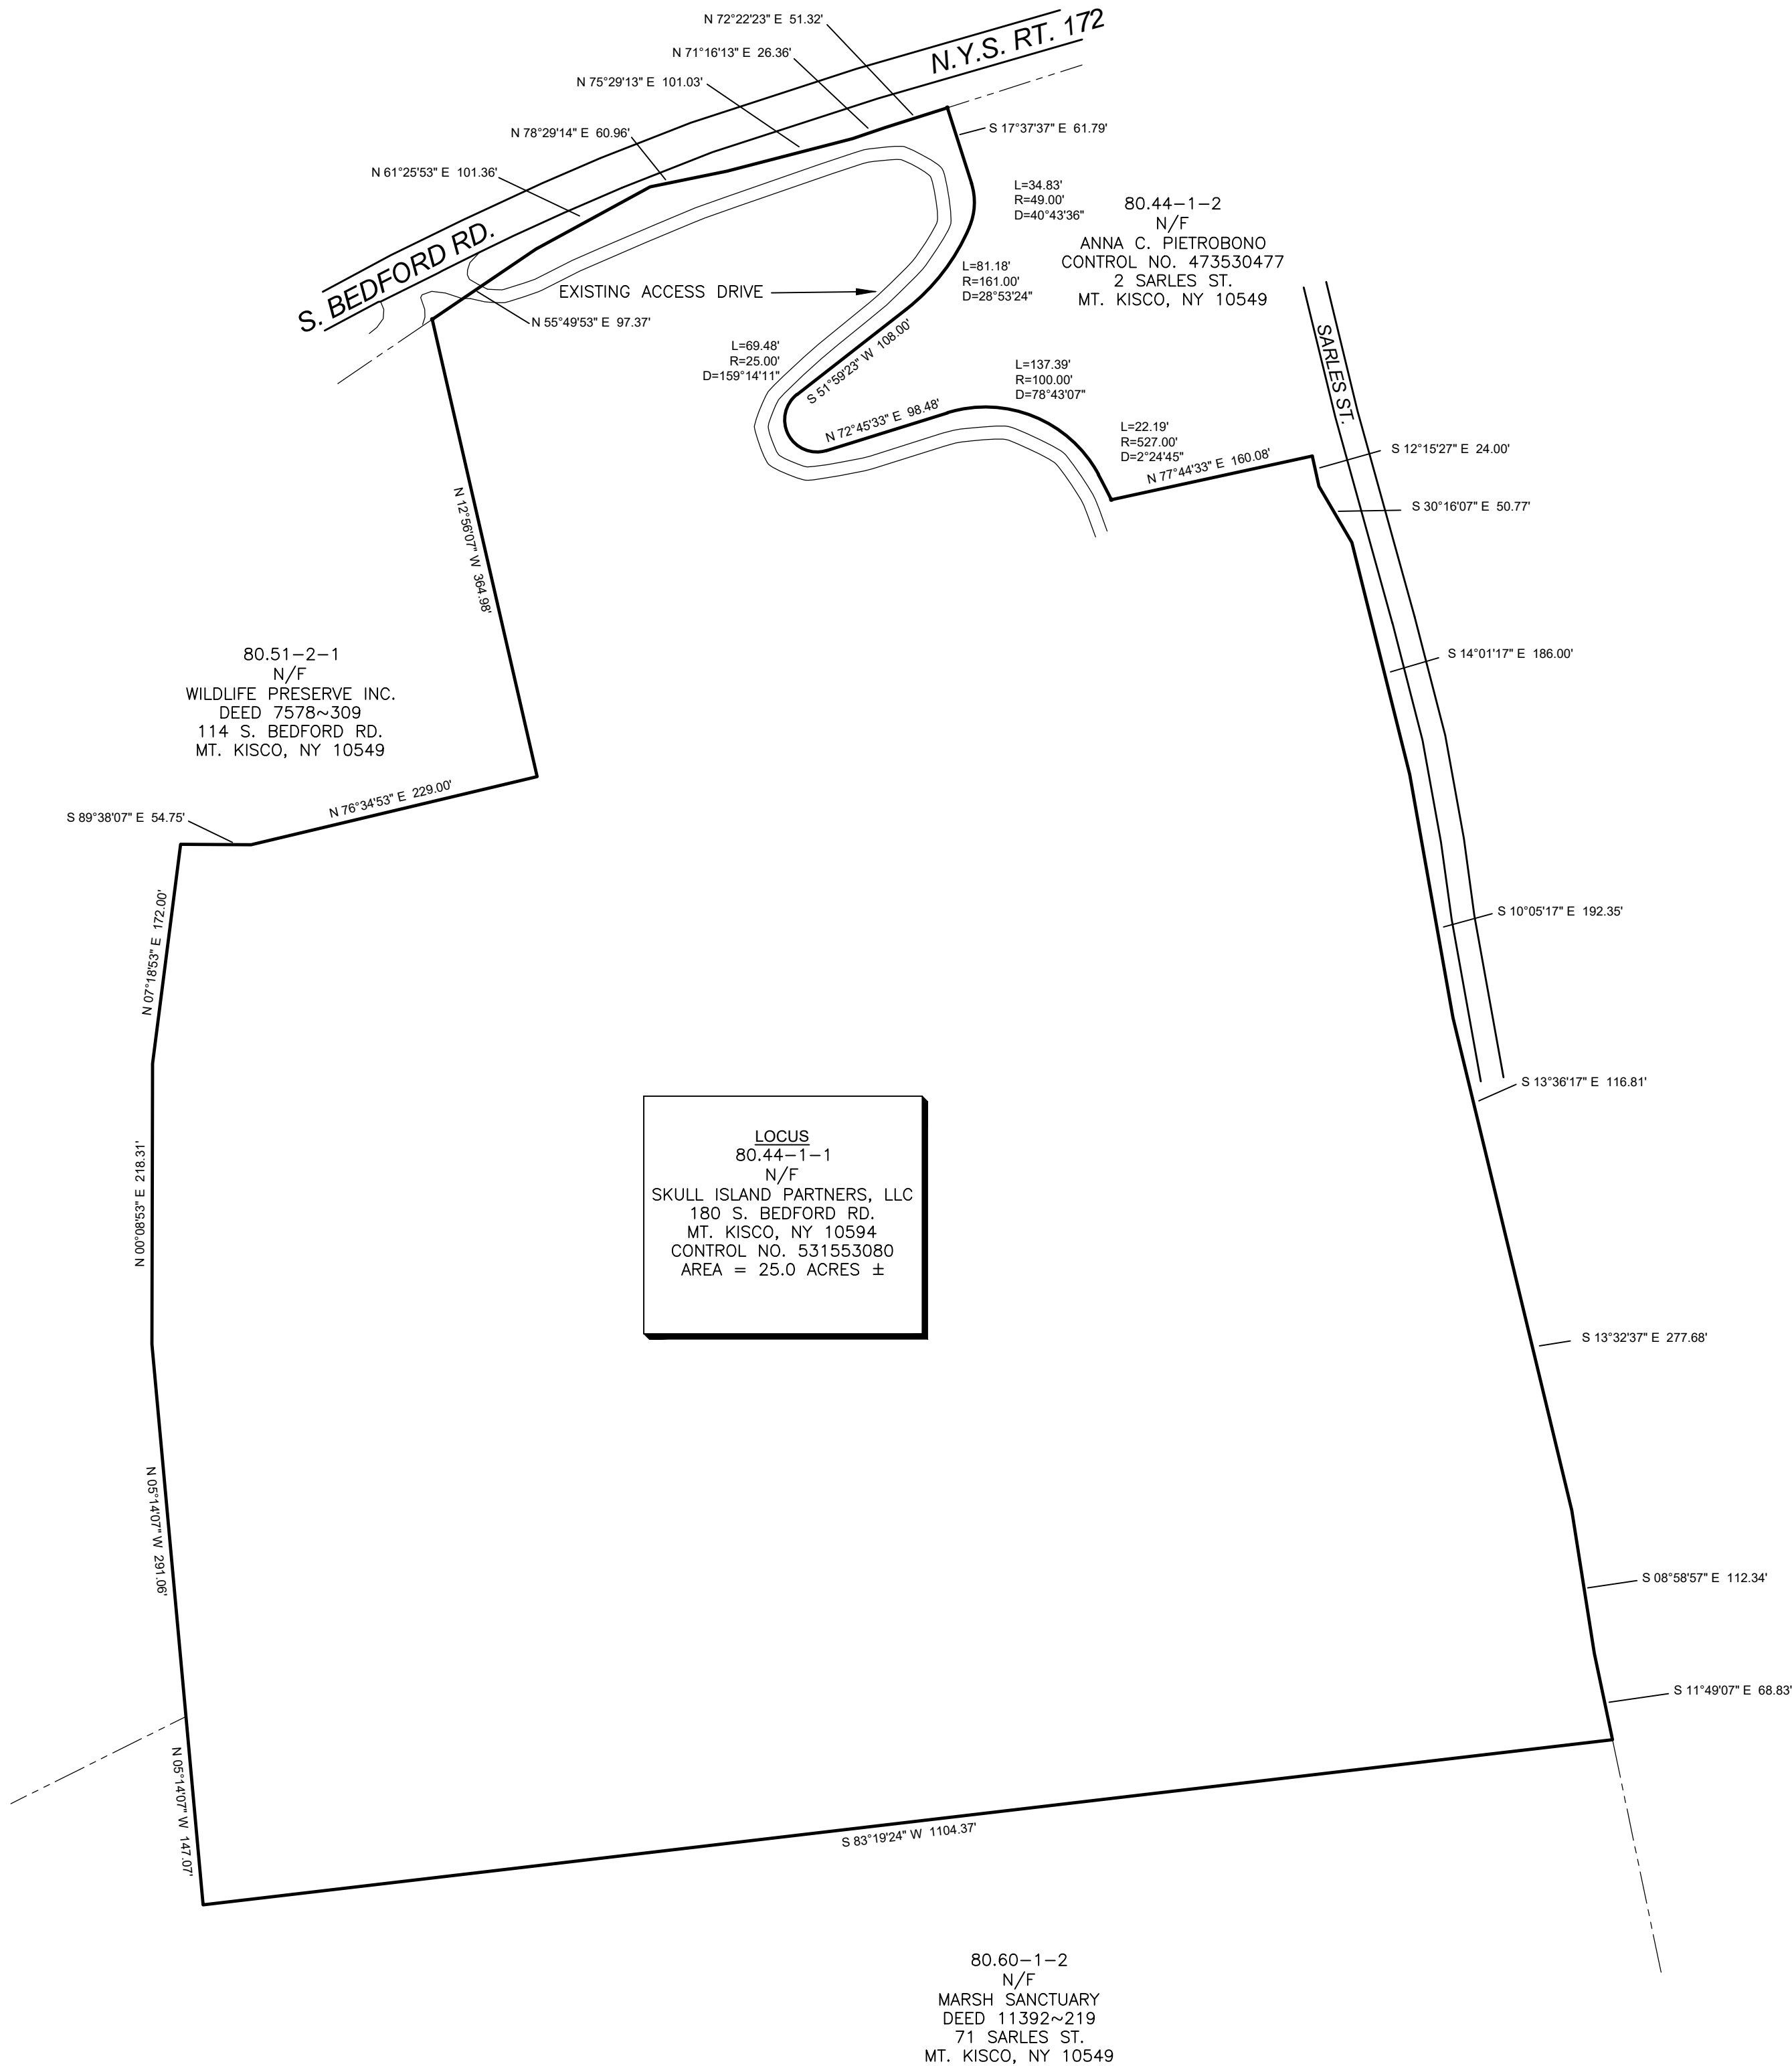 N 72°22'23" E 51.32'
N.Y.S. RT. 172
N 71°16'13" E 26.36'
N 75°29'13" E 101.03'
N 78°29'14" E 60.96'
S 17°37'37" E 61.79'
N 61°25'53" E 101.36'
S. BEDFORD RD.
L=34.83'
R=49.00'
D=40°43'36"
80.44-1-2
N/F
ANNA C. PIETROBONO
CONTROL NO. 473530477
2 SARLES ST.
MT. KISCO, NY 10549
L=81.18'
R=161.00'
D=28°53'24"
EXISTING ACCESS DRIVE
N 55°49'53" E 97.37'
L=69.48'
R=25.00'
D=159°14'11"
S 51°59'23" W 108.00'
SARLES ST.
L=137.39'
R=100.00'
D=78°43'07"
N 72°45'33" E 98.48'
L=22.19'
R=527.00'
D=2°24'45"
N 77°44'33" E 160.08'
S 12°15'27" E 24.00'
S 30°16'07" E 50.77'
N 12°56'07" W 364.98'
S 14°01'17" E 186.00'
80.51-2-1
N/F
WILDLIFE PRESERVE INC.
DEED 7578~309
114 S. BEDFORD RD.
MT. KISCO, NY 10549
N 76°34'53" E 229.00'
S 89°38'07" E 54.75'
N 07°18'53" E 172.00'
S 10°05'17" E 192.35'
S 13°36'17" E 116.81'
N 00°08'53" E 218.31'
LOCUS
80.44-1-1
N/F
SKULL ISLAND PARTNERS, LLC
180 S. BEDFORD RD.
MT. KISCO, NY 10594
CONTROL NO. 531553080
AREA = 25.0 ACRES ±
S 13°32'37" E 277.68'
N 05°14'07" W 291.06'
S 08°58'57" E 112.34'
S 11°49'07" E 68.83'
N 05°14'07" W 147.07'
S 83°19'24" W 1104.37'
80.60-1-2
N/F
MARSH SANCTUARY
DEED 11392~219
71 SARLES ST.
MT. KISCO, NY 10549